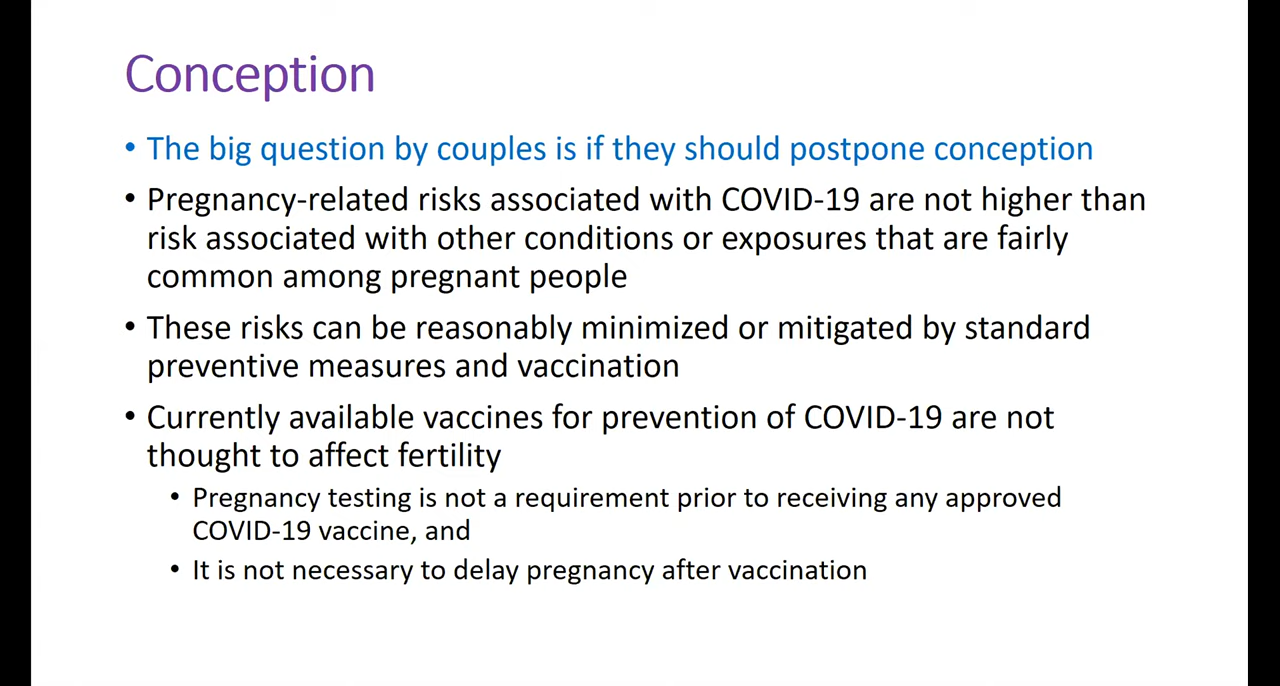 Conception
• The big question by couples is if they should postpone conception
• Pregnancy-related risks associated with COVID-19 are not higher than
risk associated with other conditions or exposures that are fairly
common among pregnant people
• These risks can be reasonably minimized or mitigated by standard
preventive measures and vaccination
• Currently available vaccines for prevention of COVID-19 are not
thought to affect fertility
• Pregnancy testing is not a requirement prior to receiving any approved
COVID-19 vaccine, and
• It is not necessary to delay pregnancy after vaccination